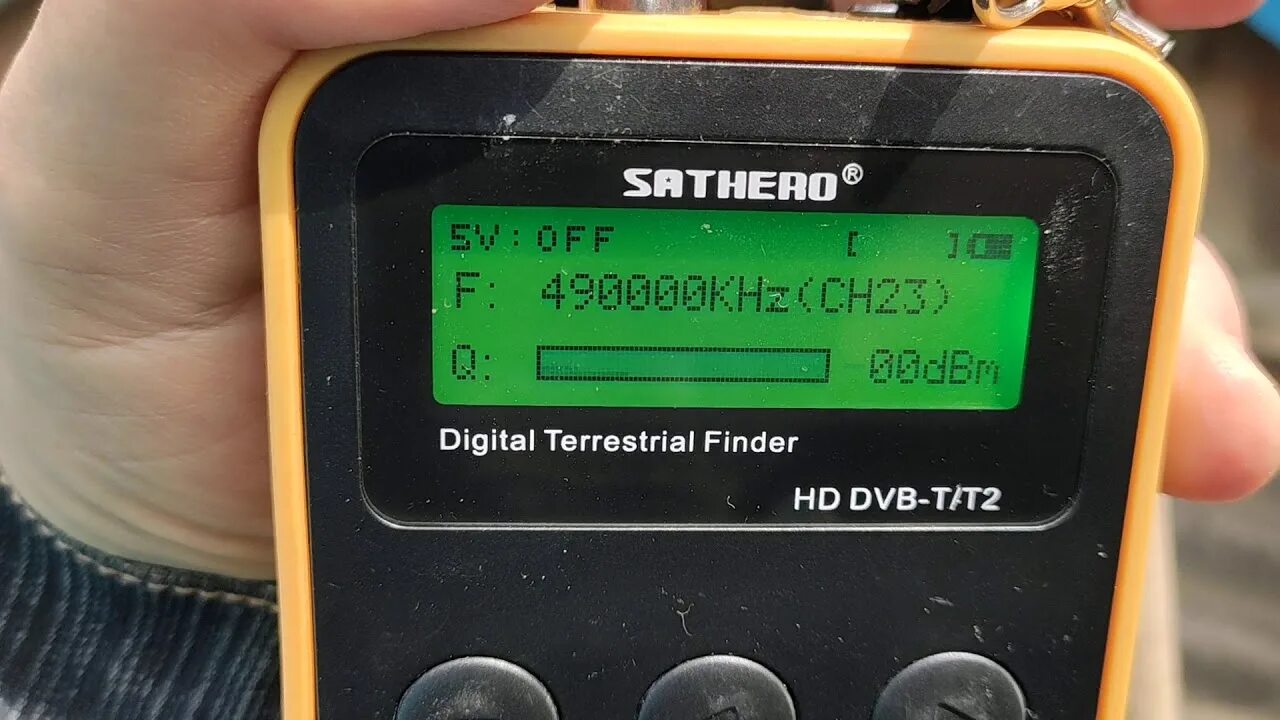 SATHERO®
5V: OFF [ ]
F: 490000KHz(CH23)
Q: 00dBm
Digital Terrestrial Finder
HD DVB-T/T2